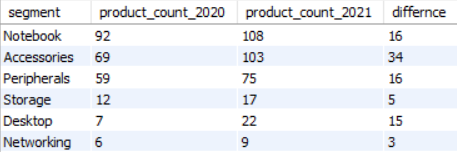 segment product_count_2020 product_count_2021 differnce
Notebook 92 108 16
Accessories 69 103 34
Peripherals 59 75 16
Storage 12 17 5
Desktop 7 22 15
Networking 6 9 3